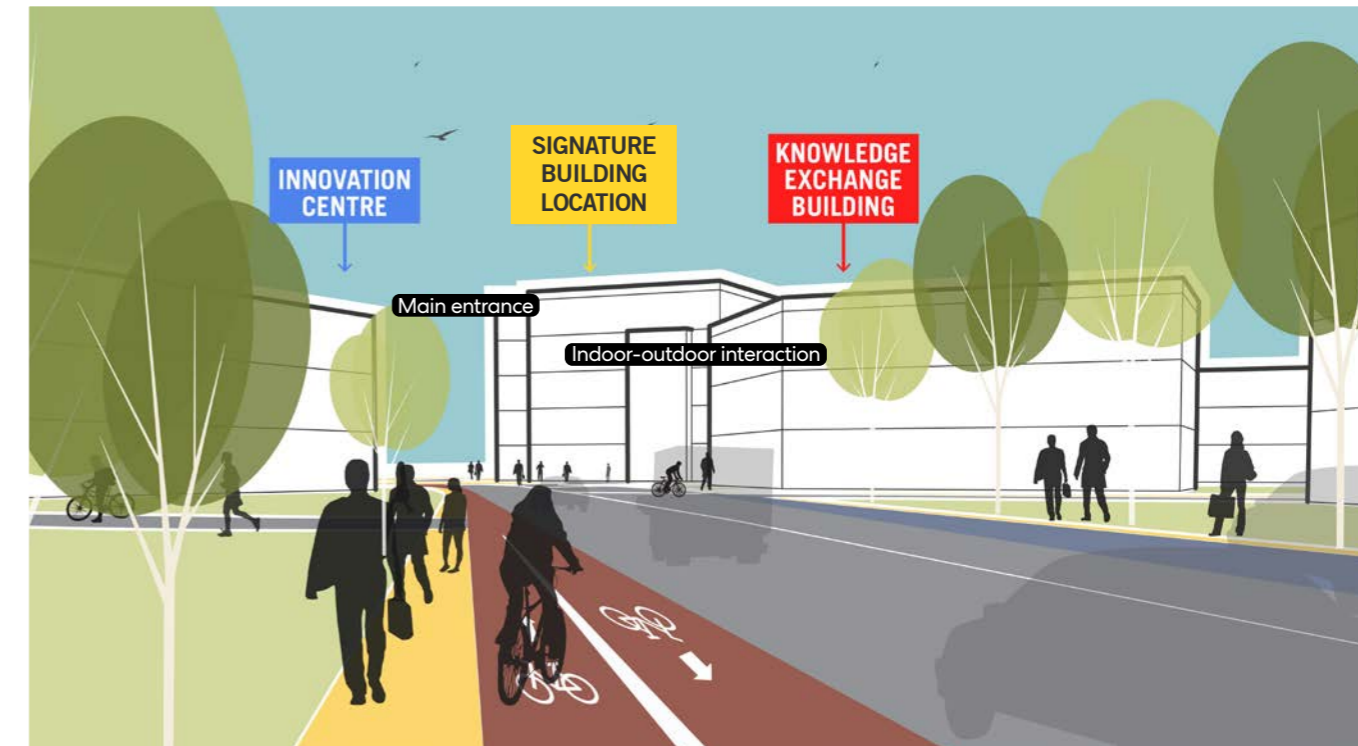 INNOVATION
CENTRE
SIGNATURE
BUILDING
LOCATION
KNOWLEDGE
EXCHANGE
BUILDING
Main entrance
Indoor-outdoor interaction